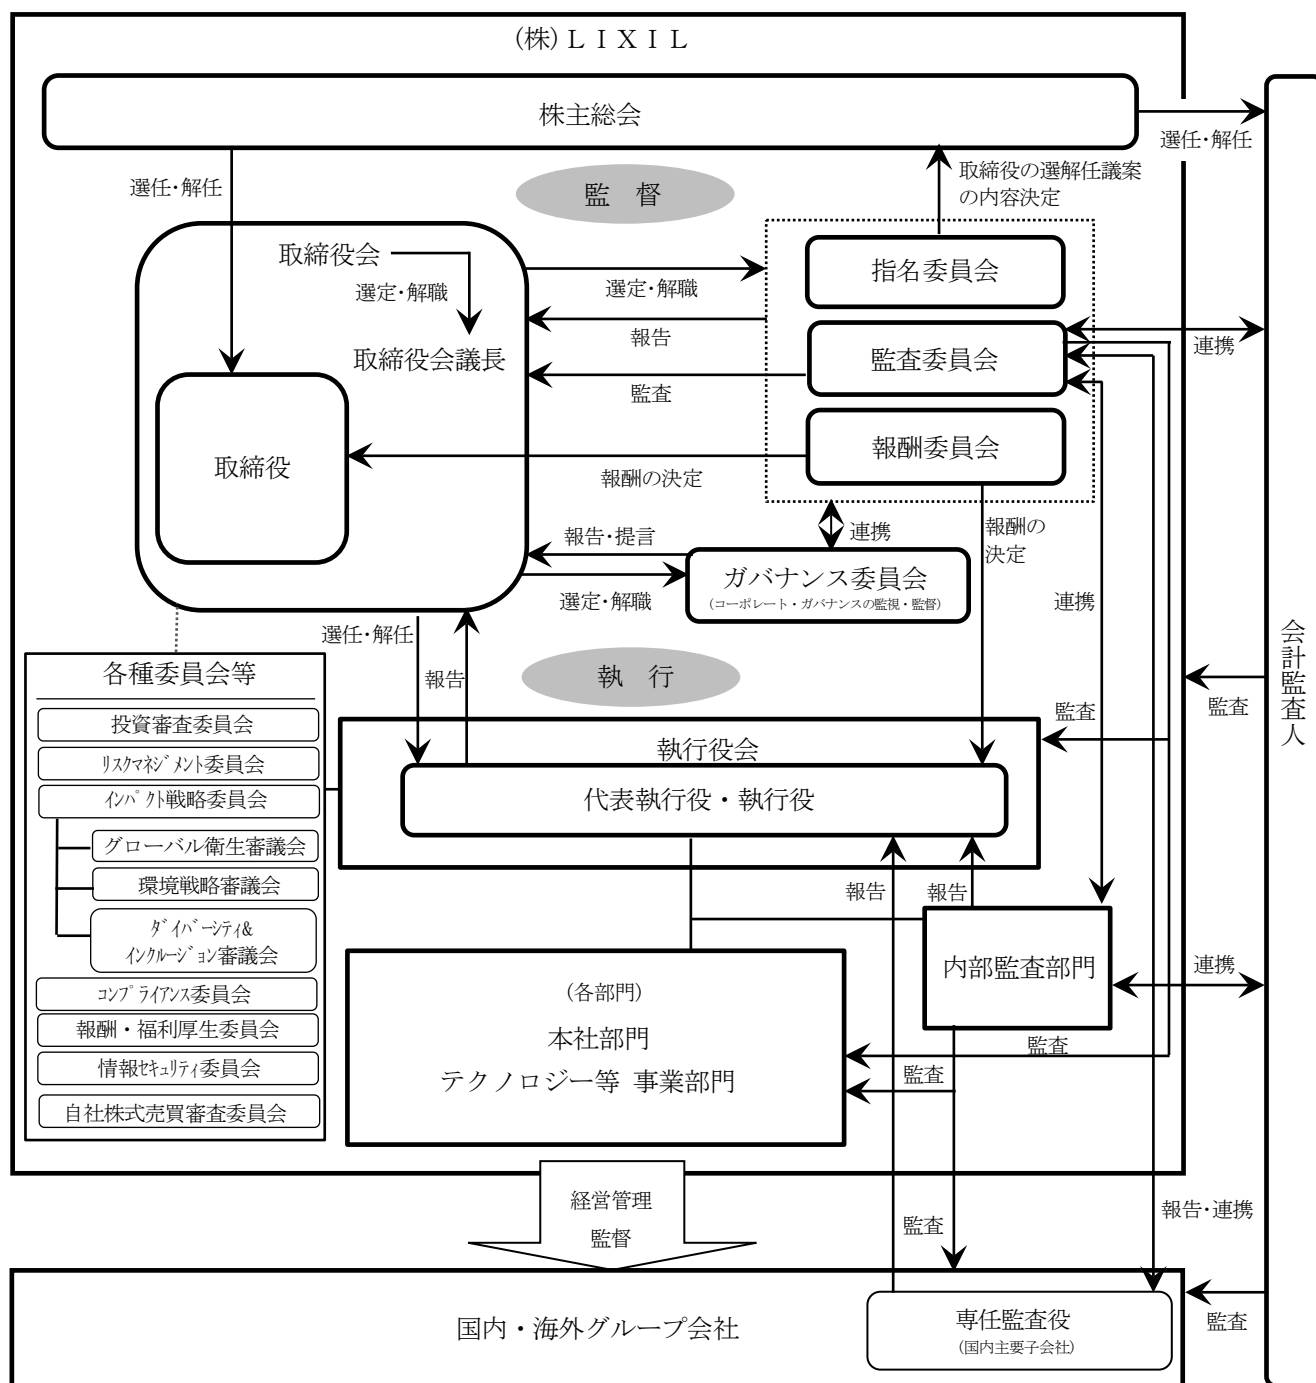 (株)ＬＩＸＩＬ
株主総会
選任・解任
選任・解任
監 督
取締役の選解任議案
の内容決定
取締役会
選定・解職
取締役会議長
選定・解職
報告
監査
指名委員会
監査委員会
報酬委員会
連携
取締役
報酬の決定
報告・提言
選定・解職
連携
報酬の
決定
ガバナンス委員会
(コーポレート・ガバナンスの監視・監督)
連携
会計監査人
選任・解任
報告
執 行
監査
監査
各種委員会等
投資審査委員会
ﾘｽｸﾏﾈｼﾞﾒﾝﾄ委員会
ｲﾝﾊﾟｸﾄ戦略委員会
グローバル衛生審議会
環境戦略審議会
ﾀﾞｲﾊﾞｰｼﾃｨ&
ｲﾝｸﾙｰｼﾞｮﾝ審議会
ｺﾝﾌﾟﾗｲｱﾝｽ委員会
報酬・福利厚生委員会
情報ｾｷｭﾘﾃｨ委員会
自社株式売買審査委員会
執行役会
代表執行役・執行役
報告
報告
内部監査部門
連携
(各部門)
本社部門
テクノロジー等 事業部門
監査
監査
経営管理
監督
監査
報告・連携
国内・海外グループ会社
専任監査役
(国内主要子会社)
監査